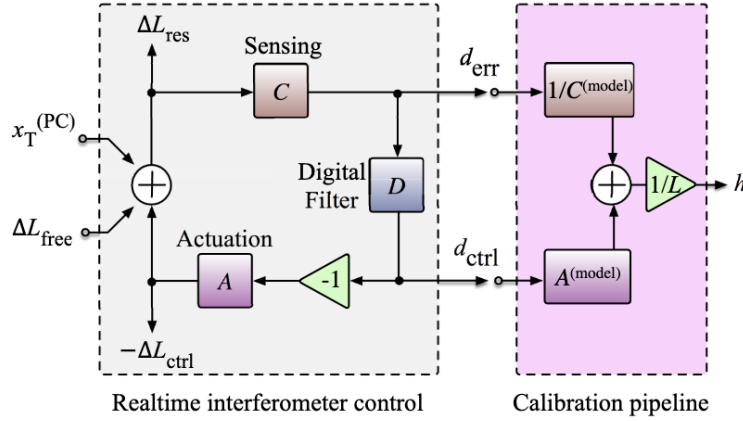 ΔL_res
Sensing
C
d_err
1/C^(model)
x_T^(PC)
Digital
Filter
D
1/L
h
ΔL_free
Actuation
A
-1
d_ctrl
A^(model)
−ΔL_ctrl
Realtime interferometer control
Calibration pipeline